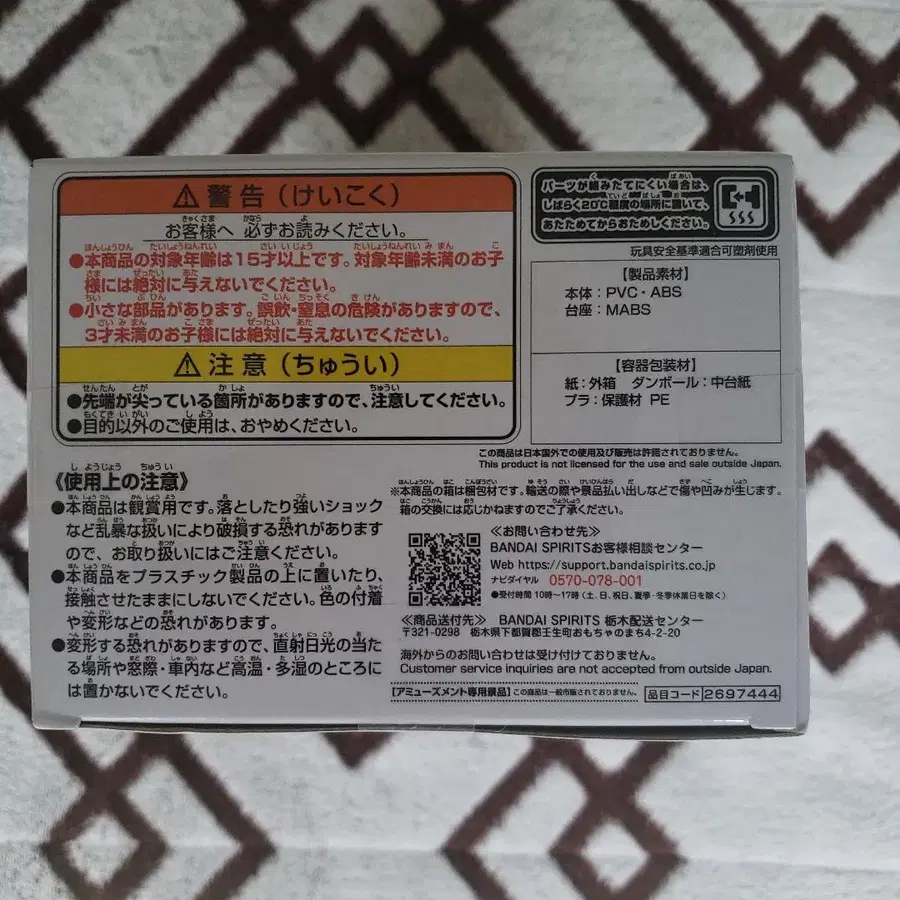 ⚠警告（けいこく）
お客様へ 必ずお読みください。
●本商品の対象年齢は15才以上です。対象年齢未満のお子
様には絶対に与えないでください。
●小さな部品があります。誤飲・窒息の危険がありますので、
3才未満のお子様には絶対に与えないでください。
⚠注意（ちゅうい）
●先端が尖っている箇所がありますので、注意してください。
●目的以外のご使用は、おやめください。
《使用上の注意》
●本商品は観賞用です。落としたり強いショック
など乱暴な扱いにより破損する恐れがあります
ので、お取り扱いにはご注意ください。
●本商品をプラスチック製品の上に置いたり、
接触させたままにしないでください。色の付着
や変形などの恐れがあります。
●変形する恐れがありますので、直射日光の当た
る場所や窓際・車内など高温・多湿のところに
は置かないでください。
パーツが組みたてにくい場合は、
しばらく20℃程度の場所に置いて、
あたためてからおためしください。
玩具安全基準適合可塑剤使用
【製品素材】
本体：PVC・ABS
台座：MABS
【容器包装材】
紙：外箱 ダンボール：中台紙
プラ：保護材 PE
この商品は日本国外での使用及び販売は許諾されておりません。
This product is not licensed for the use and sale outside Japan.
※本商品の箱は梱包材です。輸送の際や景品払い出しなどで傷や凹みが生じます。
箱の交換には応じかねますのでご了承ください。
≪お問い合わせ先≫
BANDAI SPIRITSお客様相談センター
Web https://support.bandaispirits.co.jp
ナビダイヤル 0570-078-001
●受付時間 10時～17時（土、日、祝日、夏季・冬季休業日を除く）
≪商品送付先≫ BANDAI SPIRITS 栃木配送センター
〒321-0298 栃木県下都賀郡壬生町おもちゃのまち4-2-20
海外からのお問い合わせは受け付けておりません。
Customer service inquiries are not accepted from outside Japan.
【アミューズメント専用景品】この商品は一般市販されておりません。
品目コード 2697444